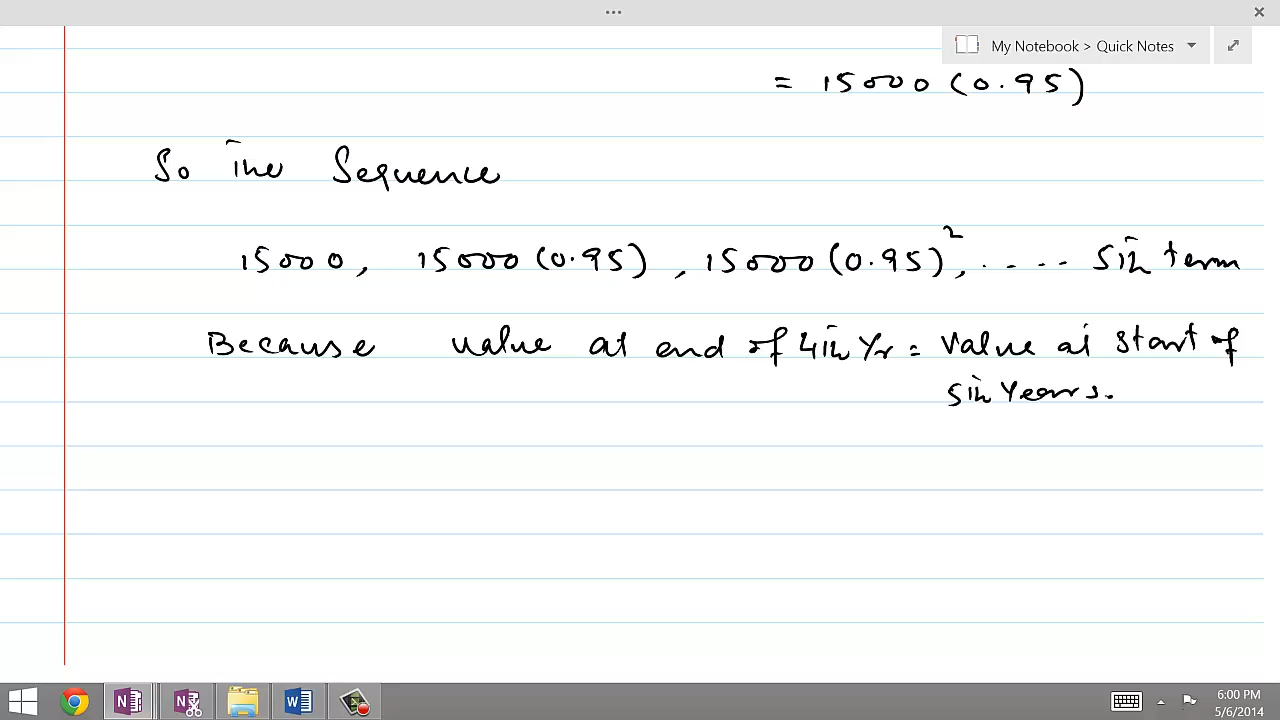 My Notebook > Quick Notes
= 15000 (0.95)
So the Sequence
15000, 15000 (0.95), 15000 (0.95)², ..... 5th term
Because value at end of 4th Yr = Value at start of
5th Years.
6:00 PM
5/6/2014